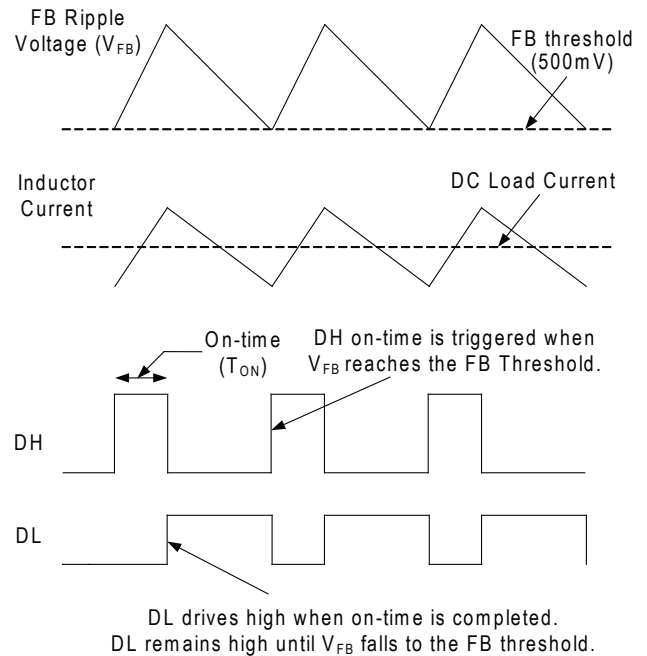 FB Ripple
Voltage (VFB)
FB threshold
(500mV)
Inductor
Current
DC Load Current
On-time
(TON)
DH on-time is triggered when
VFB reaches the FB Threshold.
DH
DL
DL drives high when on-time is completed.
DL remains high until VFB falls to the FB threshold.